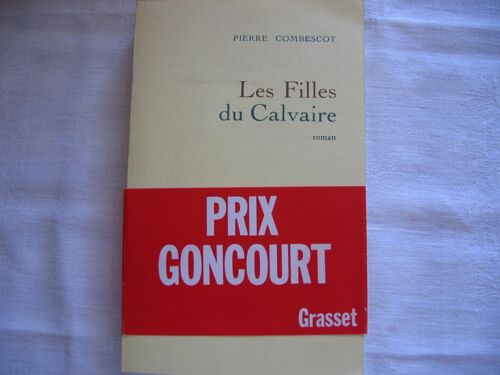 PIERRE COMBESCOT
Les Filles
du Calvaire
roman
PRIX
GONCOURT
Grasset